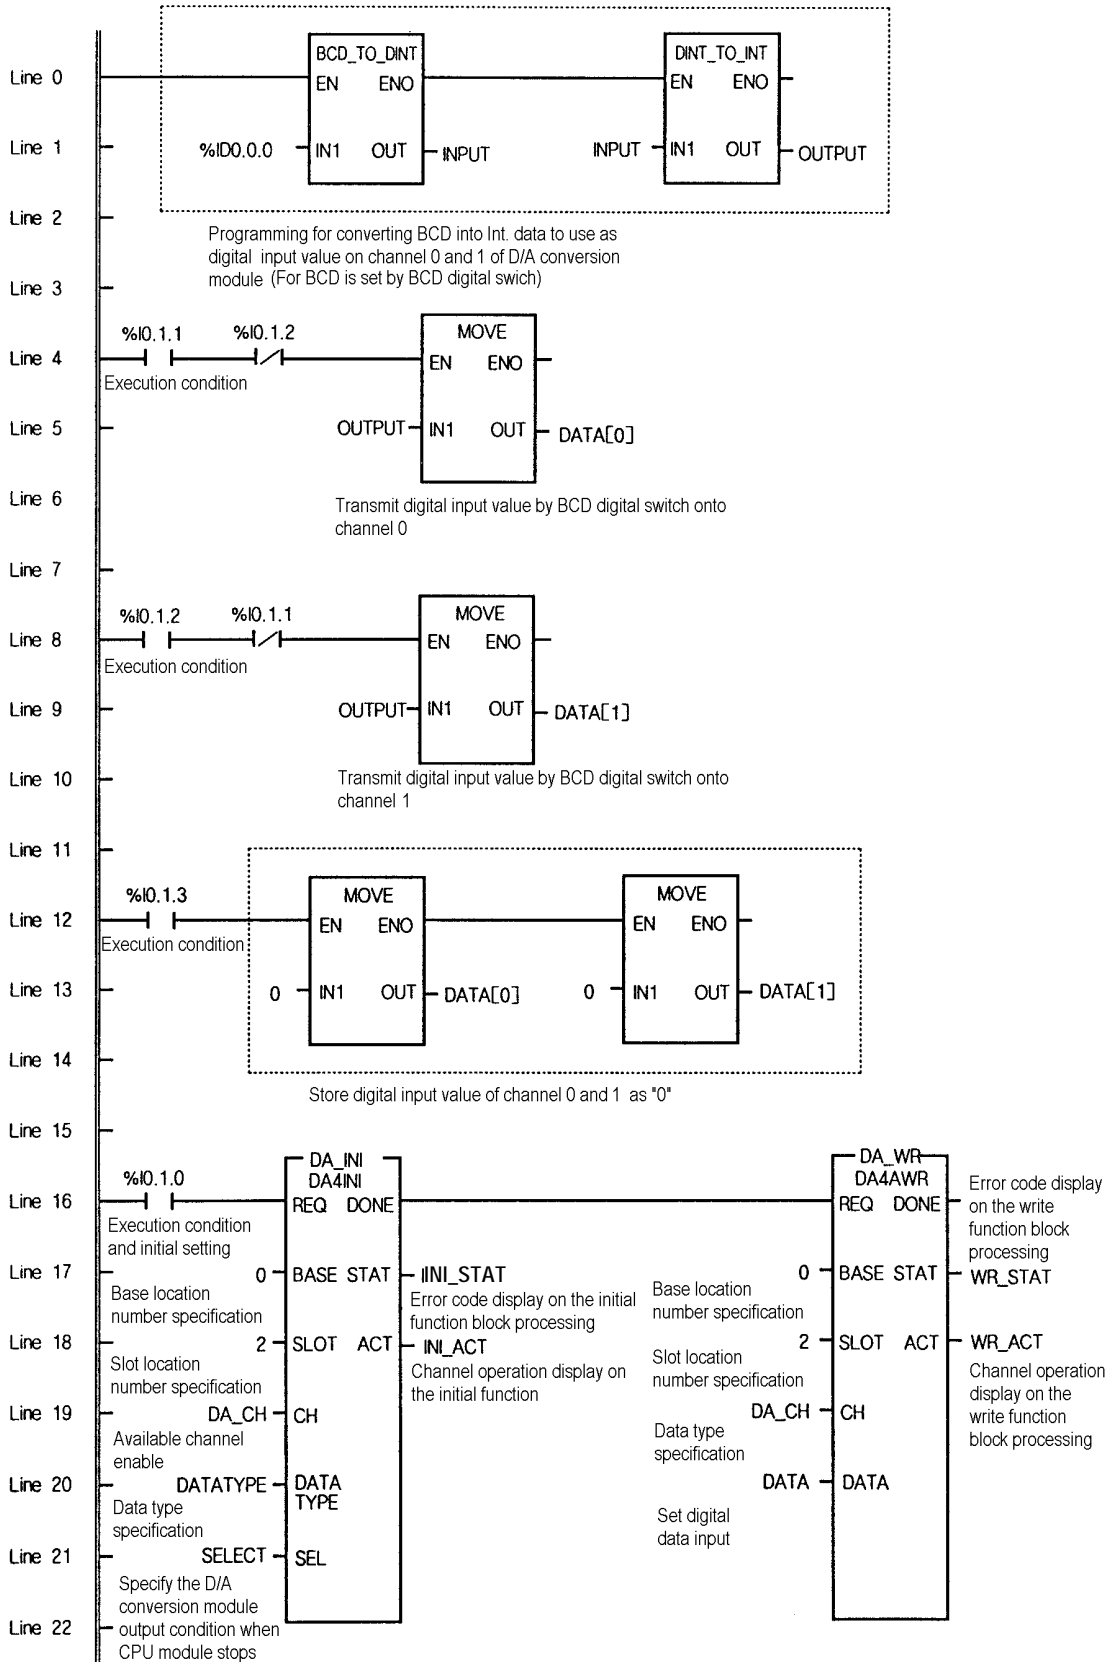 BCD_TO_DINT
DINT_TO_INT
Line 0
EN ENO
EN ENO
Line 1
%ID0.0.0
IN1 OUT
INPUT
INPUT
IN1 OUT
OUTPUT
Line 2
Programming for converting BCD into Int. data to use as
digital input value on channel 0 and 1 of D/A conversion
module (For BCD is set by BCD digital swich)
Line 3
%I0.1.1
%I0.1.2
MOVE
Line 4
EN ENO
Execution condition
Line 5
OUTPUT
IN1 OUT
DATA[0]
Line 6
Transmit digital input value by BCD digital switch onto
channel 0
Line 7
%I0.1.2
%I0.1.1
MOVE
Line 8
EN ENO
Execution condition
Line 9
OUTPUT
IN1 OUT
DATA[1]
Line 10
Transmit digital input value by BCD digital switch onto
channel 1
Line 11
%I0.1.3
MOVE
MOVE
Line 12
EN ENO
EN ENO
Execution condition
Line 13
0
IN1 OUT
DATA[0]
0
IN1 OUT
DATA[1]
Line 14
Store digital input value of channel 0 and 1 as "0"
Line 15
%I0.1.0
DA_INI
DA4INI
DA_WR
DA4AWR
Line 16
REQ DONE
REQ DONE
Error code display
on the write
function block
processing
Execution condition
and initial setting
Line 17
0
BASE STAT
IINI_STAT
0
BASE STAT
WR_STAT
Base location
number specification
Error code display on the initial
function block processing
Base location
number specification
Line 18
2
SLOT ACT
INI_ACT
2
SLOT ACT
WR_ACT
Slot location
number specification
Channel operation display on
the initial function
Slot location
number specification
Channel operation
display on the
write function
block processing
Line 19
DA_CH
CH
DA_CH
CH
Available channel
enable
Data type
specification
Line 20
DATATYPE
DATA
TYPE
DATA
DATA
Data type
specification
Set digital
data input
Line 21
SELECT
SEL
Specify the D/A
conversion module
output condition when
CPU module stops
Line 22